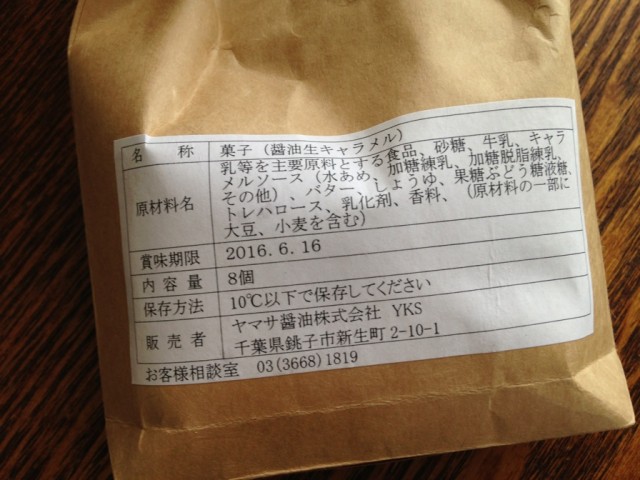 名　称　菓子（醤油生キャラメル）
原材料名　乳等を主要原料とする食品、砂糖、牛乳、キャラ
メルソース（水あめ、加糖練乳、加糖脱脂練乳、
その他）、バター、しょうゆ、果糖ぶどう糖液糖、
トレハロース、乳化剤、香料、（原材料の一部に
大豆、小麦を含む）
賞味期限　2016.6.16
内容量　8個
保存方法　10℃以下で保存してください
販売者　ヤマサ醤油株式会社 YKS
千葉県銚子市新生町2-10-1
お客様相談室　03(3668)1819